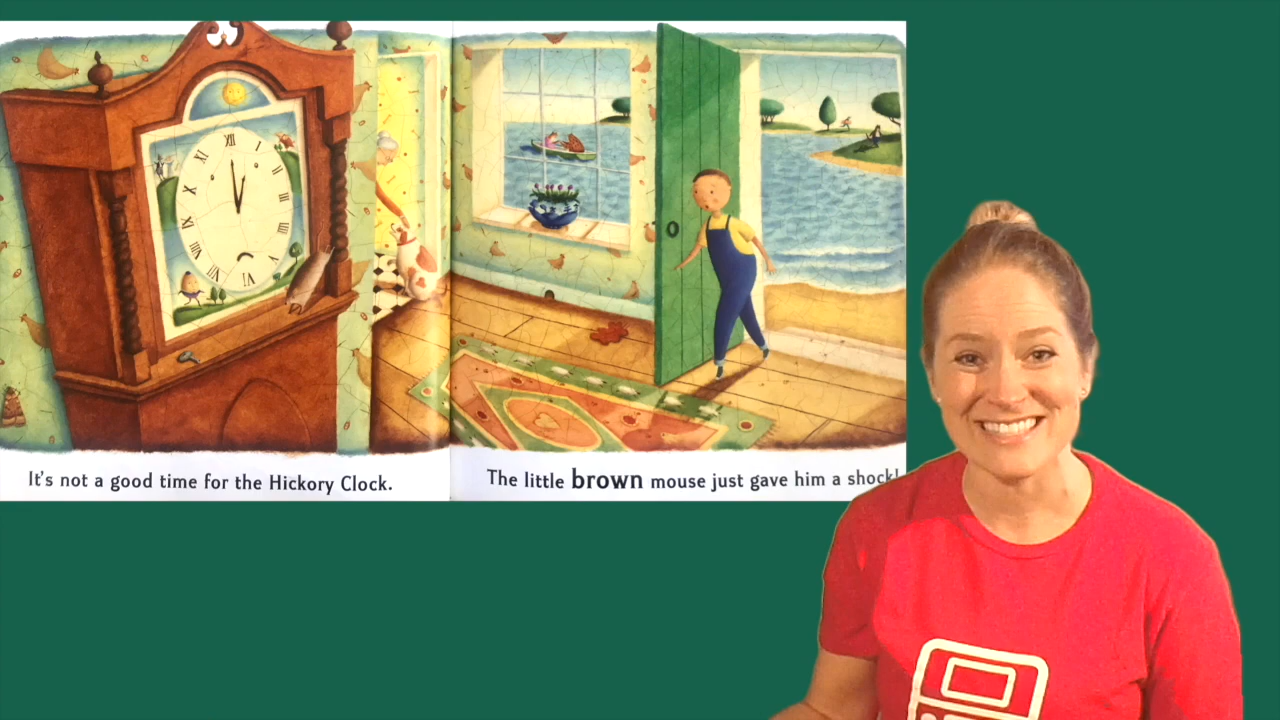 It's not a good time for the Hickory Clock.
The little brown mouse just gave him a shock!